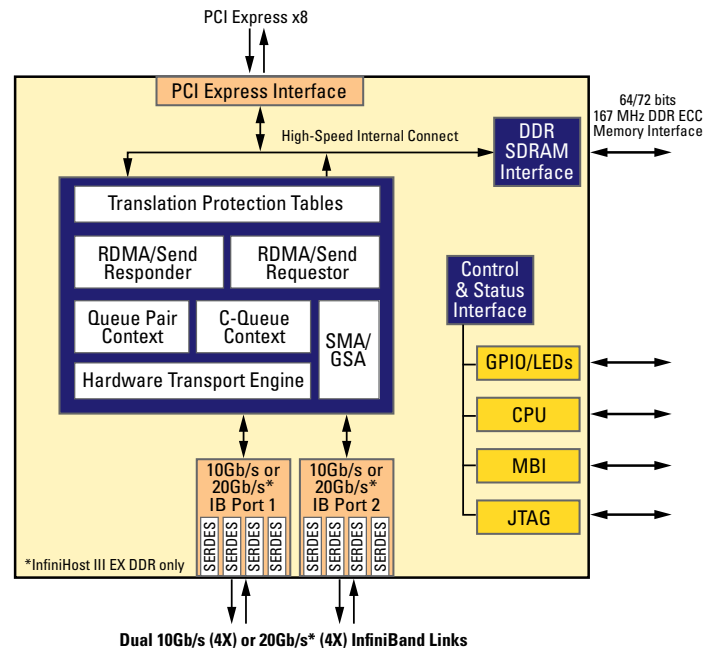 PCI Express x8
PCI Express Interface
High-Speed Internal Connect
DDR
SDRAM
Interface
64/72 bits
167 MHz DDR ECC
Memory Interface
Translation Protection Tables
RDMA/Send
Responder
RDMA/Send
Requestor
Queue Pair
Context
C-Queue
Context
SMA/
GSA
Hardware Transport Engine
Control
& Status
Interface
GPIO/LEDs
CPU
MBI
JTAG
10Gb/s or
20Gb/s*
IB Port 1
SERDES
SERDES
SERDES
SERDES
10Gb/s or
20Gb/s*
IB Port 2
SERDES
SERDES
SERDES
SERDES
*InfiniHost III EX DDR only
Dual 10Gb/s (4X) or 20Gb/s* (4X) InfiniBand Links